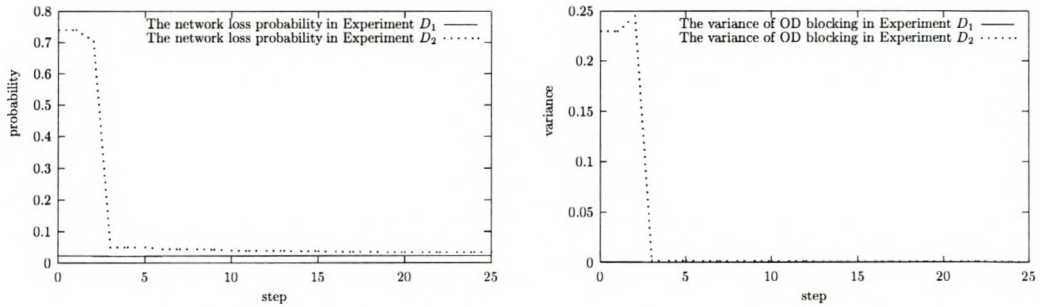 The network loss probability in Experiment D1
The network loss probability in Experiment D2
0.8
0.7
0.6
0.5
0.4
0.3
0.2
0.1
0
probability
0 5 10 15 20 25
step
The variance of OD blocking in Experiment D1
The variance of OD blocking in Experiment D2
0.25
0.2
0.15
0.1
0.05
0
variance
0 5 10 15 20 25
step